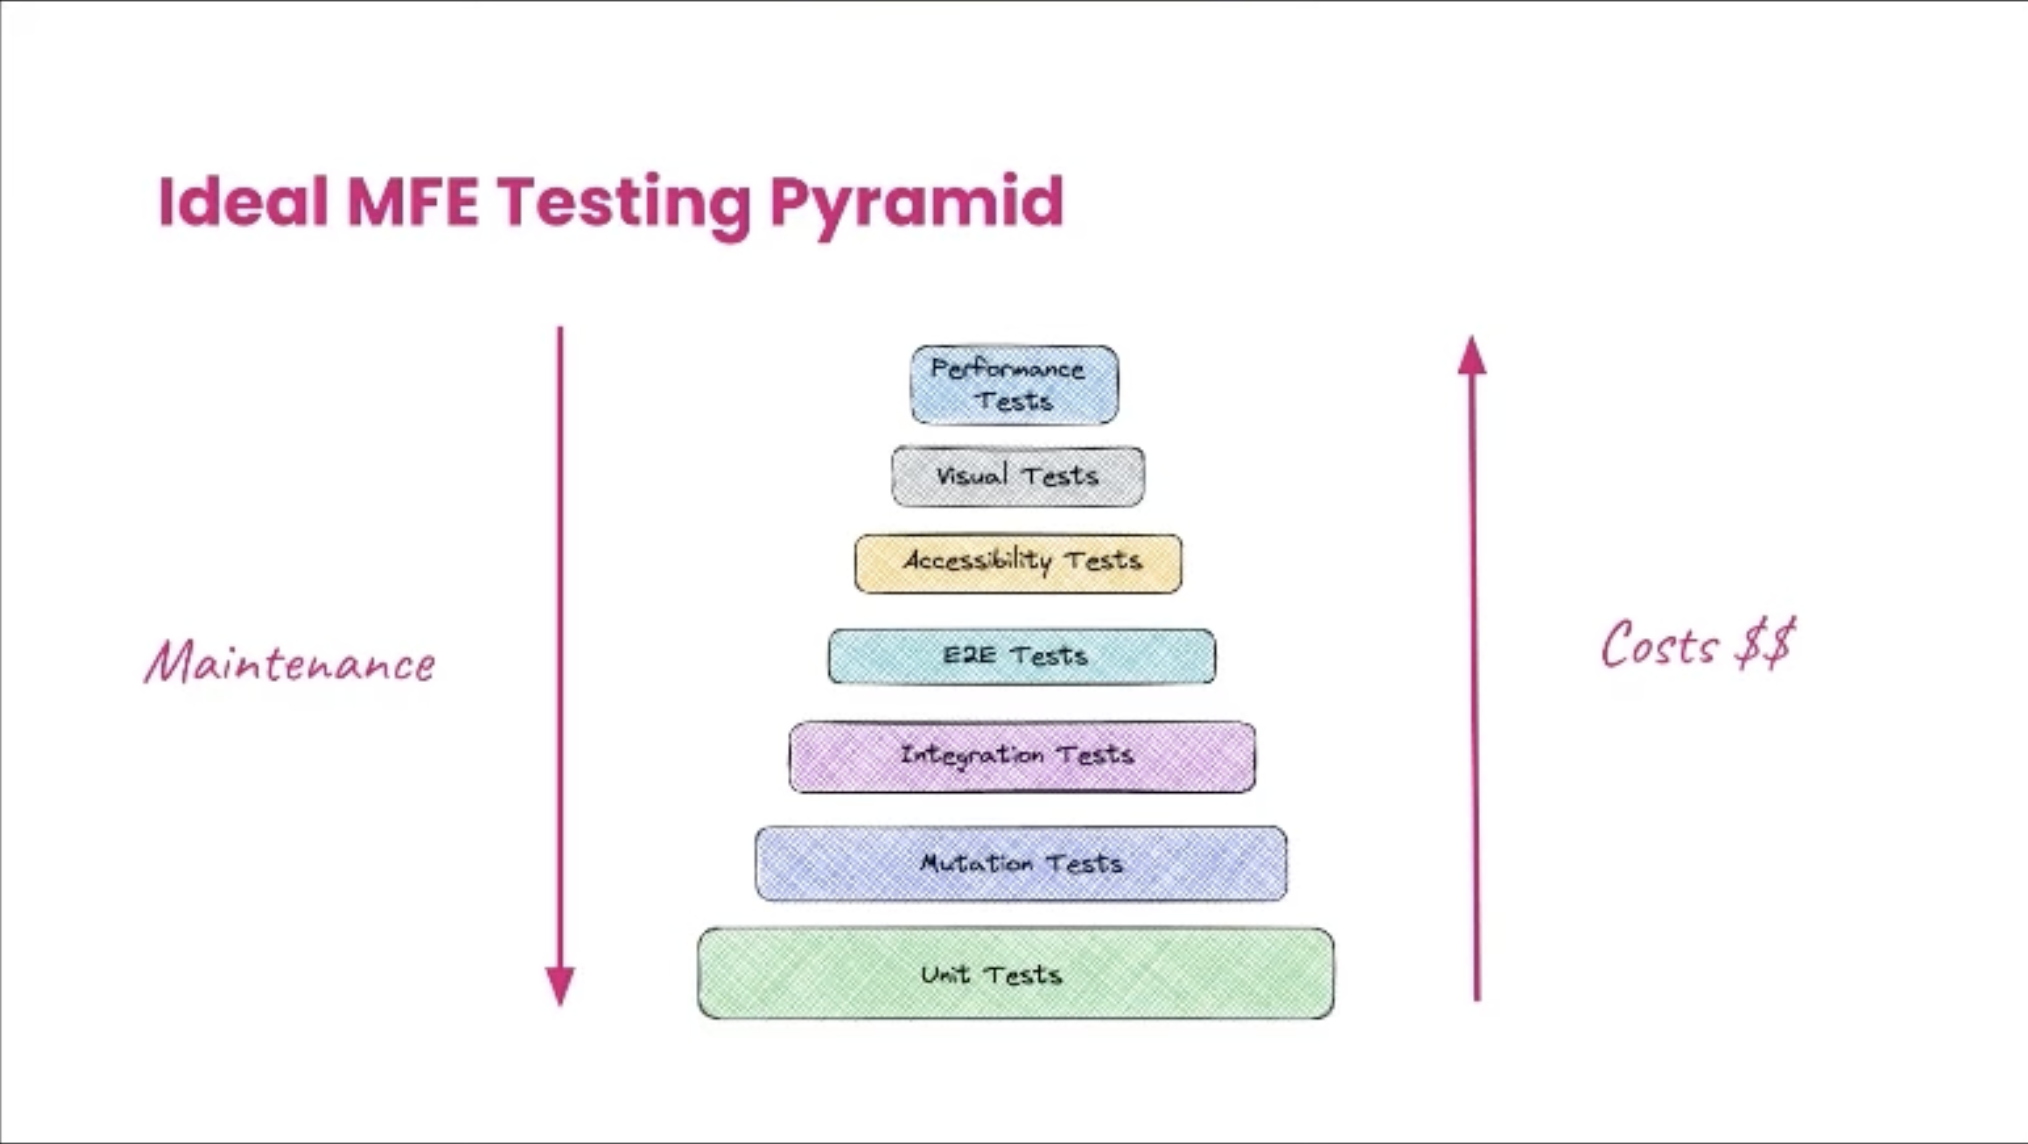 Ideal MFE Testing Pyramid
Performance
Tests
Visual Tests
Accessibility Tests
E2E Tests
Maintenance
Costs $$
Integration Tests
Mutation Tests
Unit Tests